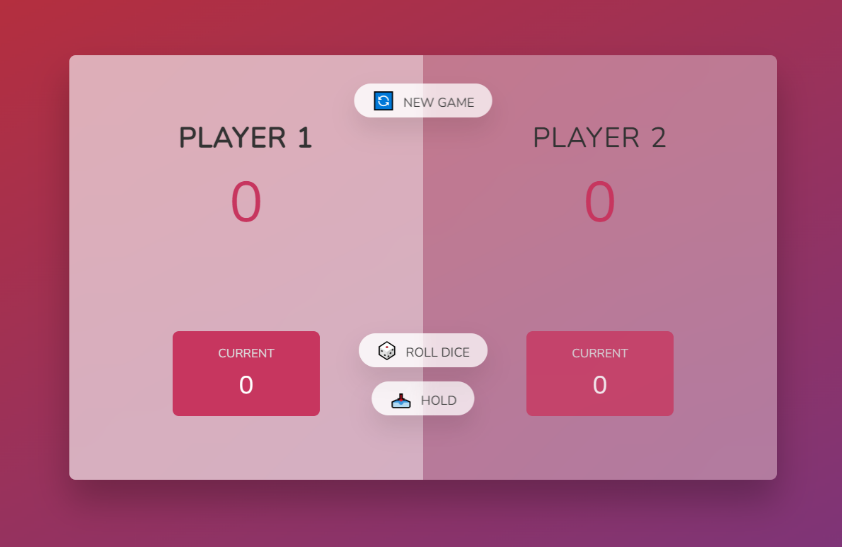 NEW GAME
PLAYER 1
0
PLAYER 2
0
CURRENT
0
ROLL DICE
HOLD
CURRENT
0